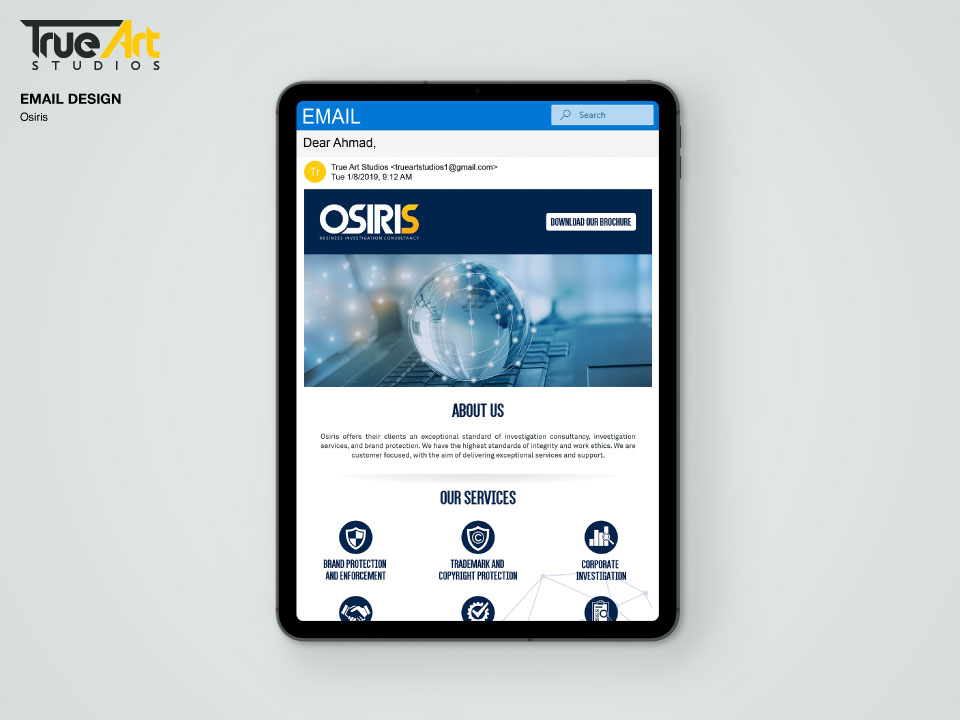 TrueArt
STUDIOS
EMAIL DESIGN
Osiris
EMAIL
Search
Dear Ahmad,
Tr
True Art Studios <trueartstudios1@gmail.com>
Tue 1/8/2019, 9:12 AM
OSIRIS
BUSINESS INVESTIGATION CONSULTANCY
DOWNLOAD OUR BROCHURE
ABOUT US
Osiris offers their clients an exceptional standard of investigation consultancy, investigation
services, and brand protection. We have the highest standards of integrity and work ethics. We are
customer focused, with the aim of delivering exceptional services and support.
OUR SERVICES
BRAND PROTECTION
AND ENFORCEMENT
TRADEMARK AND
COPYRIGHT PROTECTION
CORPORATE
INVESTIGATION